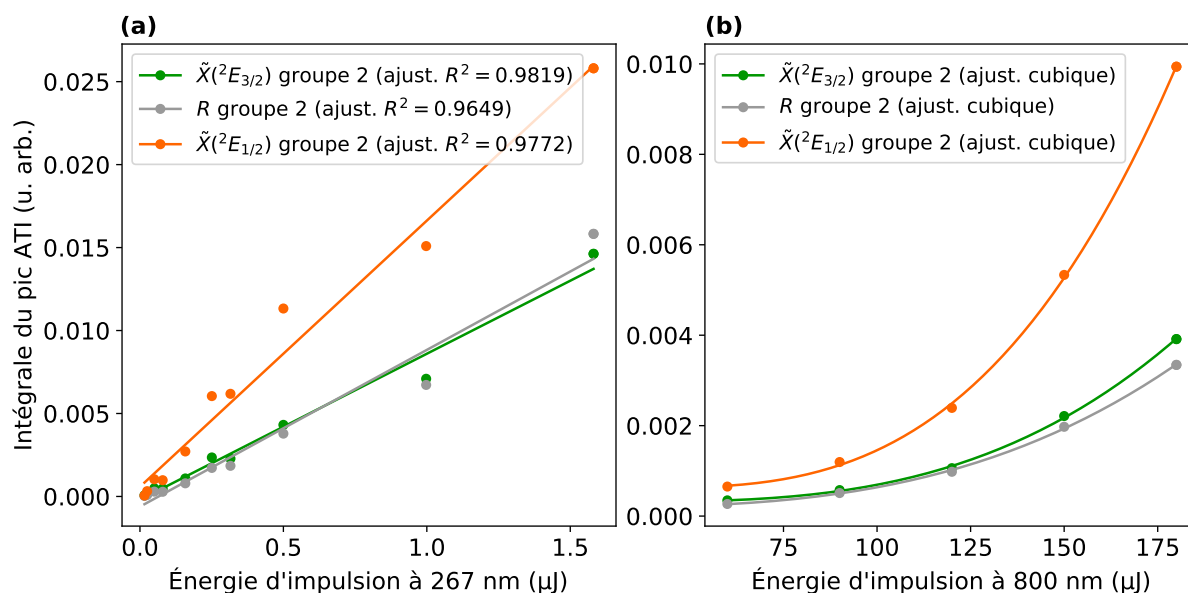 (a)
(b)
Intégrale du pic ATI (u. arb.)
0.025
0.020
0.015
0.010
0.005
0.000
X̃(²E₃/₂) groupe 2 (ajust. R² = 0.9819)
R groupe 2 (ajust. R² = 0.9649)
X̃(²E₁/₂) groupe 2 (ajust. R² = 0.9772)
0.0 0.5 1.0 1.5
Énergie d'impulsion à 267 nm (µJ)
0.010
0.008
0.006
0.004
0.002
0.000
X̃(²E₃/₂) groupe 2 (ajust. cubique)
R groupe 2 (ajust. cubique)
X̃(²E₁/₂) groupe 2 (ajust. cubique)
75 100 125 150 175
Énergie d'impulsion à 800 nm (µJ)